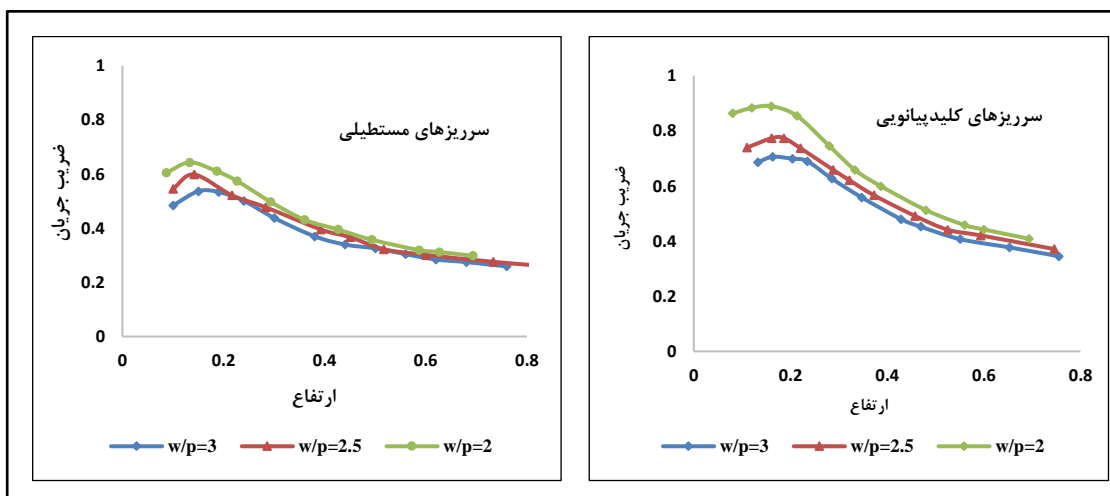 سرریزهای مستطیلی
ضریب جریان
1
0.8
0.6
0.4
0.2
0
0 0.2 0.4 0.6 0.8
ارتفاع
w/p=3 w/p=2.5 w/p=2
سرریزهای کلیدپیانویی
ضریب جریان
1
0.8
0.6
0.4
0.2
0
0 0.2 0.4 0.6 0.8
ارتفاع
w/p=3 w/p=2.5 w/p=2